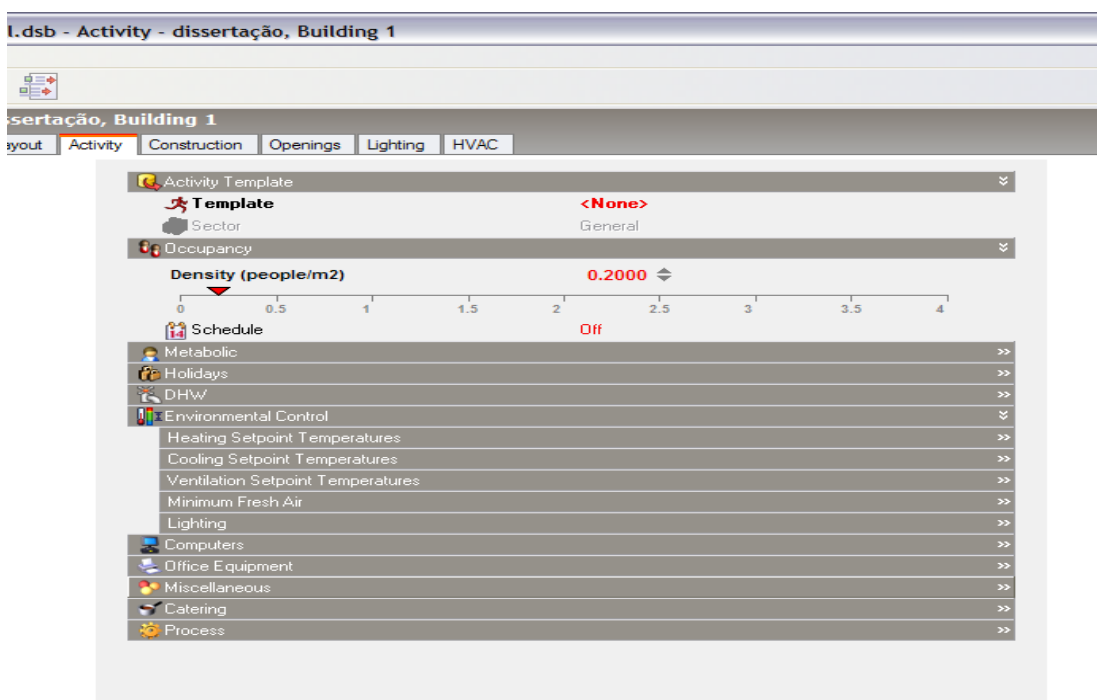 l.dsb - Activity - dissertação, Building 1
ssertação, Building 1
ayout Activity Construction Openings Lighting HVAC
Activity Template
Template <None>
Sector General
Occupancy
Density (people/m2) 0.2000
0 0.5 1 1.5 2 2.5 3 3.5 4
14 Schedule Off
Metabolic >>
Holidays >>
DHW >>
Environmental Control
Heating Setpoint Temperatures >>
Cooling Setpoint Temperatures >>
Ventilation Setpoint Temperatures >>
Minimum Fresh Air >>
Lighting >>
Computers >>
Office Equipment >>
Miscellaneous >>
Catering >>
Process >>